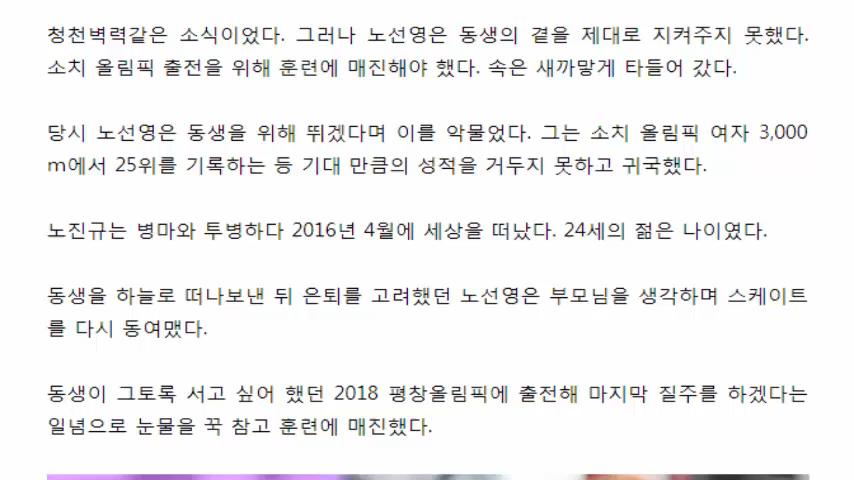 청천벽력같은 소식이었다. 그러나 노선영은 동생의 곁을 제대로 지켜주지 못했다.
소치 올림픽 출전을 위해 훈련에 매진해야 했다. 속은 새까맣게 타들어 갔다.
당시 노선영은 동생을 위해 뛰겠다며 이를 악물었다. 그는 소치 올림픽 여자 3,000
m에서 25위를 기록하는 등 기대 만큼의 성적을 거두지 못하고 귀국했다.
노진규는 병마와 투병하다 2016년 4월에 세상을 떠났다. 24세의 젊은 나이였다.
동생을 하늘로 떠나보낸 뒤 은퇴를 고려했던 노선영은 부모님을 생각하며 스케이트
를 다시 동여맸다.
동생이 그토록 서고 싶어 했던 2018 평창올림픽에 출전해 마지막 질주를 하겠다는
일념으로 눈물을 꾹 참고 훈련에 매진했다.